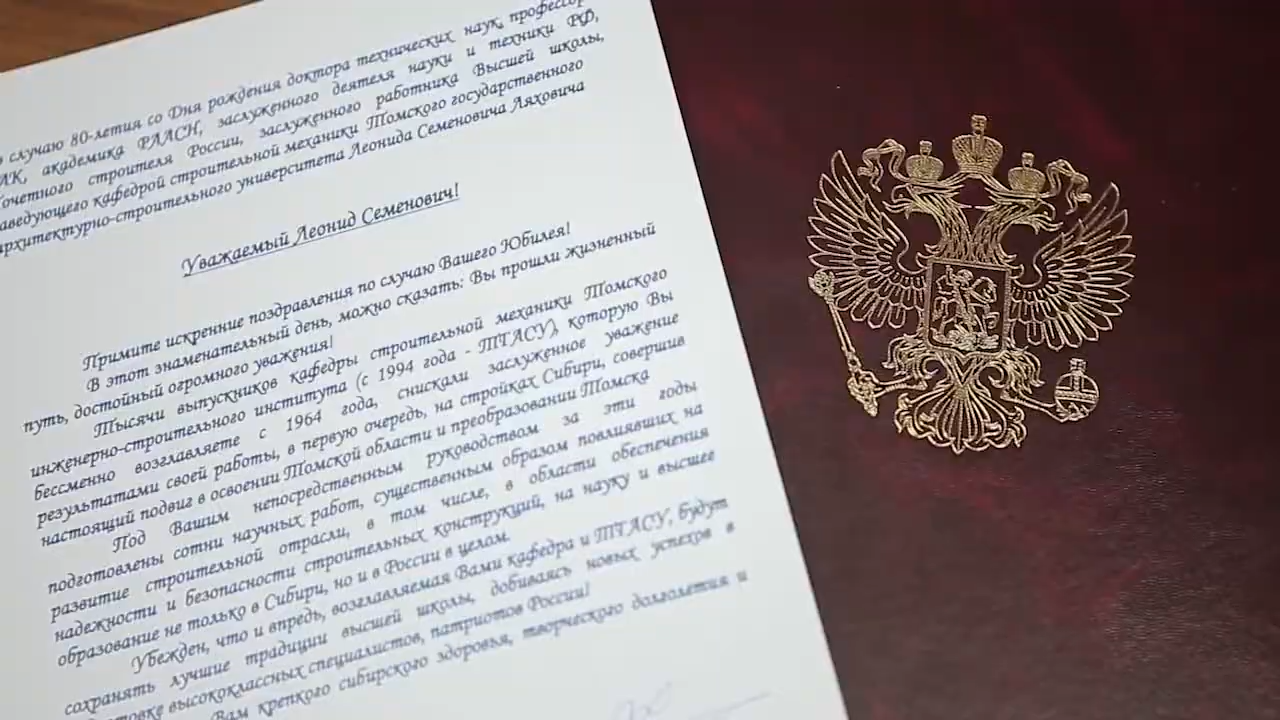 случаю 80-летия со Дня рождения доктора технических наук, профессор
академика РААСН, заслуженного деятеля науки и техники РФ,
Почетного строителя России, заслуженного работника Высшей школы,
заведующего кафедрой строительной механики Томского государственного
архитектурно-строительного университета Леонида Семеновича Ляховича
Уважаемый Леонид Семенович!
Примите искренние поздравления по случаю Вашего Юбилея!
В этот знаменательный день, можно сказать: Вы прошли жизненный
путь, достойный огромного уважения!
Тысячи выпускников кафедры строительной механики Томского
инженерно-строительного института (с 1994 года - ТГАСУ), которую Вы
бессменно возглавляете с 1964 года, снискали заслуженное уважение
результатами своей работы, в первую очередь, на стройках Сибири, совершив
настоящий подвиг в освоении Томской области и преобразовании Томска
Под Вашим непосредственным руководством за эти годы
подготовлены сотни научных работ, существенным образом повлиявших на
развитие строительной отрасли, в том числе, в области обеспечения
надежности и безопасности строительных конструкций, на науку и высшее
образование не только в Сибири, но и в России в целом.
Убежден, что и впредь, возглавляемая Вами кафедра и ТГАСУ, будут
сохранять лучшие традиции высшей школы, добиваясь новых успехов в
высококлассных специалистов, патриотов России!
Вам крепкого сибирского здоровья, творческого долголетия и